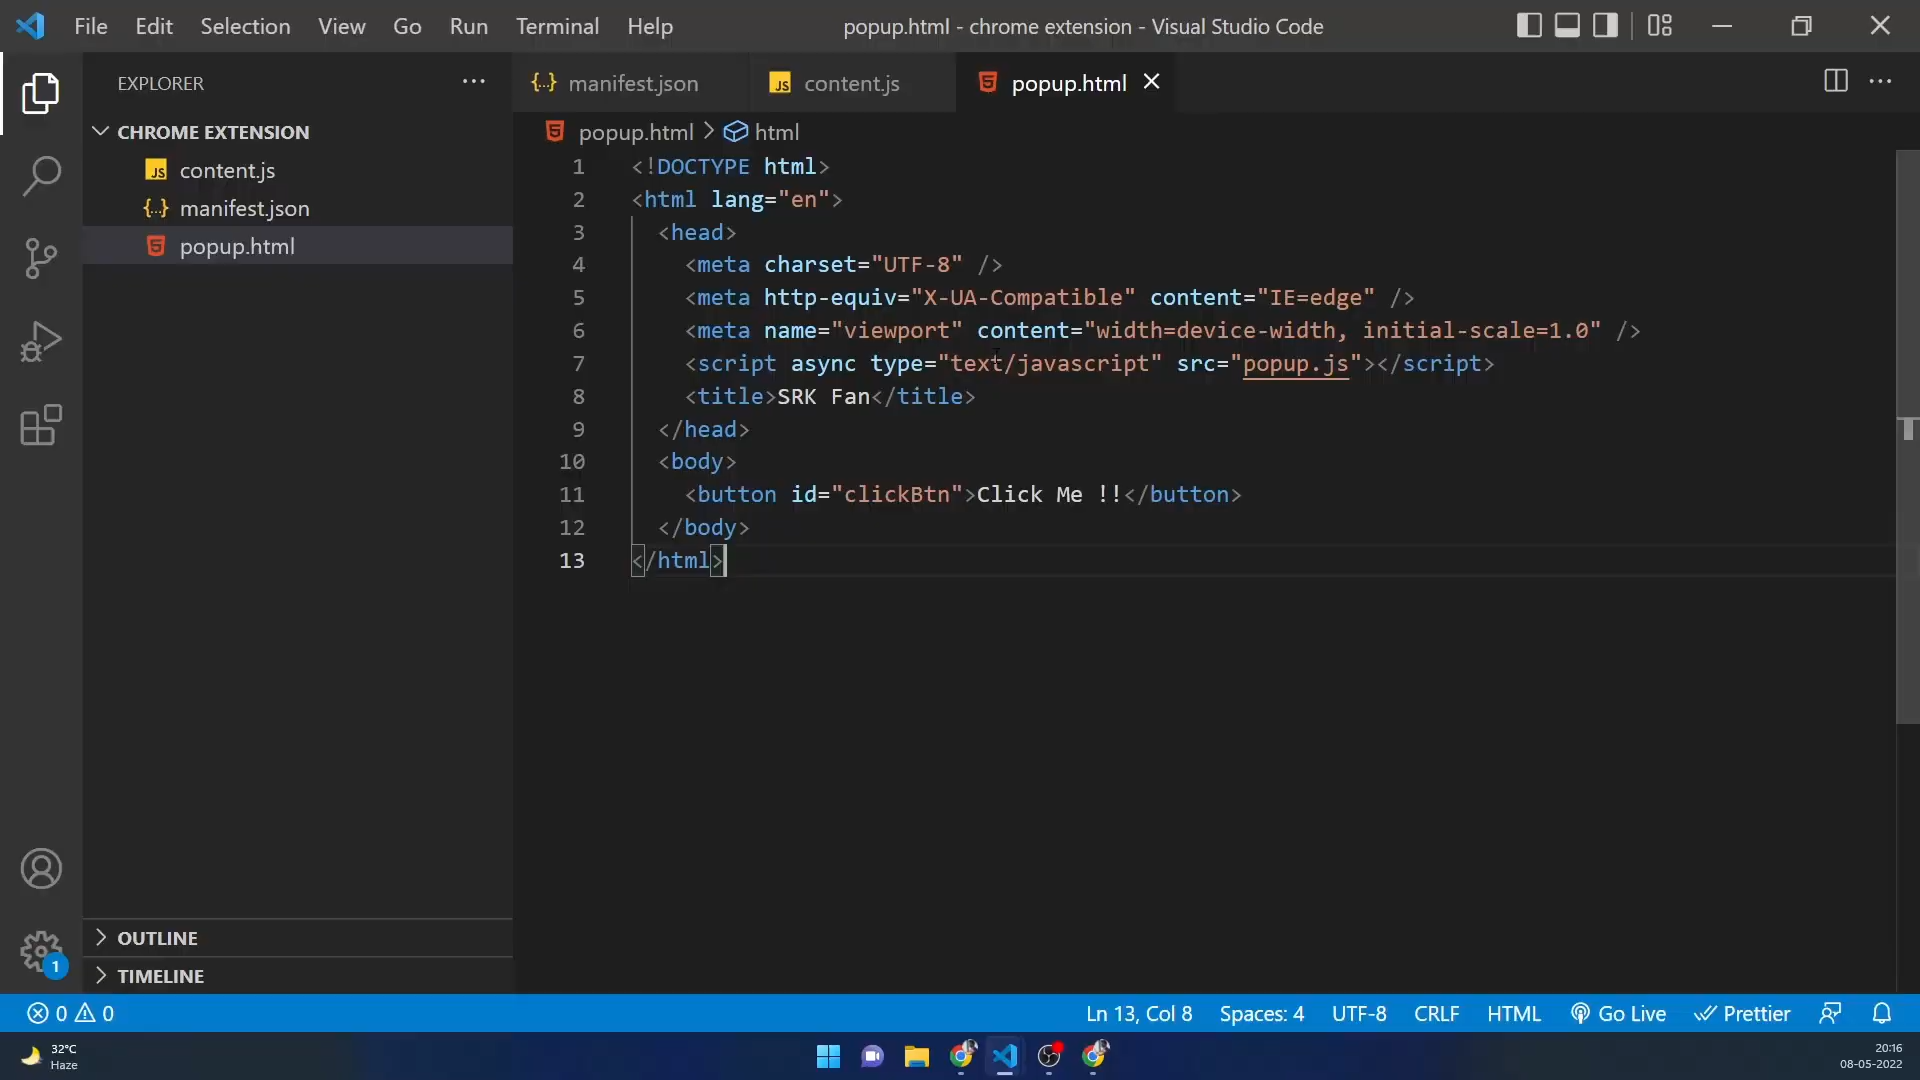 File Edit Selection View Go Run Terminal Help popup.html - chrome extension - Visual Studio Code
EXPLORER
manifest.json content.js popup.html
CHROME EXTENSION
content.js
manifest.json
popup.html
popup.html > html
1 <!DOCTYPE html>
2 <html lang="en">
3 <head>
4 <meta charset="UTF-8" />
5 <meta http-equiv="X-UA-Compatible" content="IE=edge" />
6 <meta name="viewport" content="width=device-width, initial-scale=1.0" />
7 <script async type="text/javascript" src="popup.js"></script>
8 <title>SRK Fan</title>
9 </head>
10 <body>
11 <button id="clickBtn">Click Me !!</button>
12 </body>
13 </html>
OUTLINE
TIMELINE
1
0 0 Ln 13, Col 8 Spaces: 4 UTF-8 CRLF HTML Go Live Prettier
32°C
Haze
20:16
08-05-2022